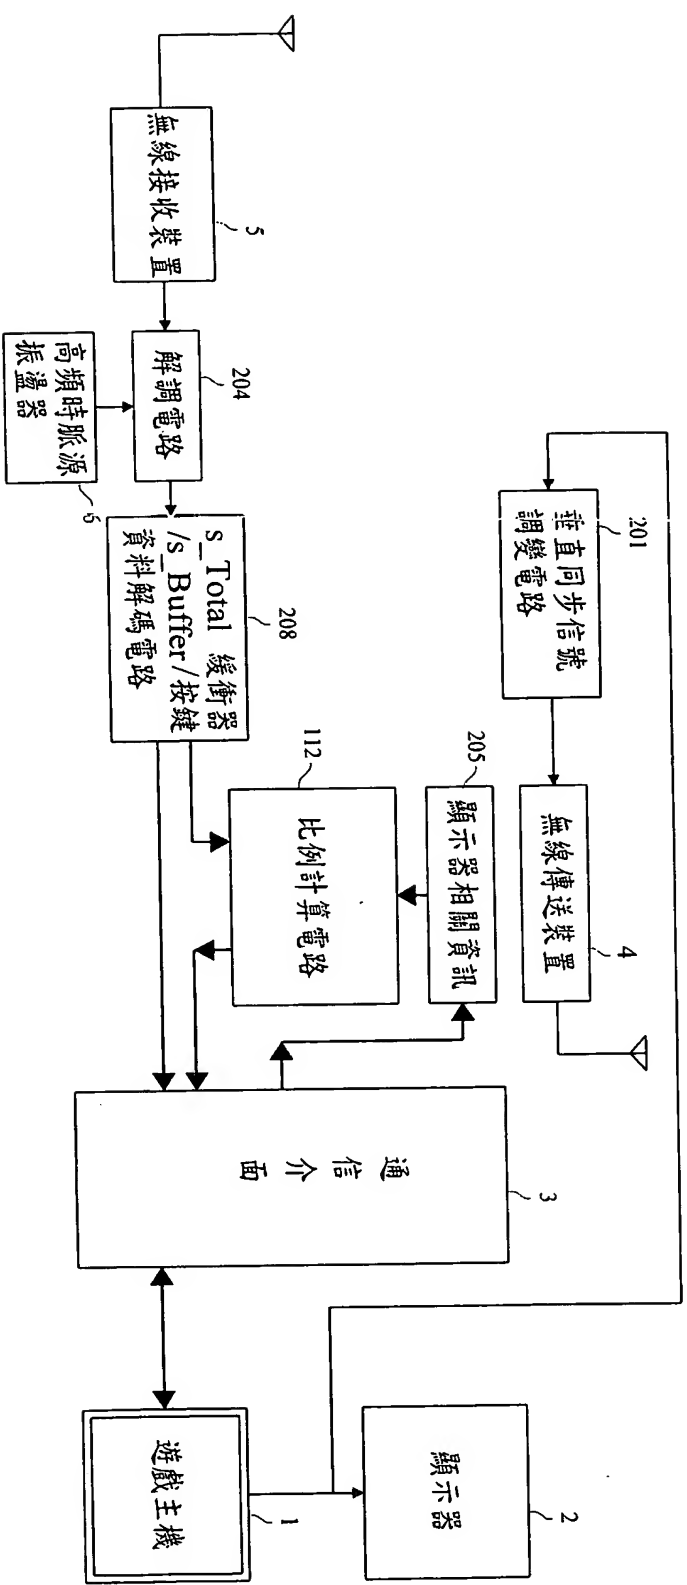 垂直同步信號
調變電路
201
無線傳送裝置
4
無線接收裝置
5
解調電路
204
高頻時脈源
振盪器
6
s_Total 緩衝器
/s_Buffer/按鍵
資料解碼電路
208
顯示器相關資訊
205
比例計算電路
112
通信介面
3
遊戲主機
1
顯示器
2